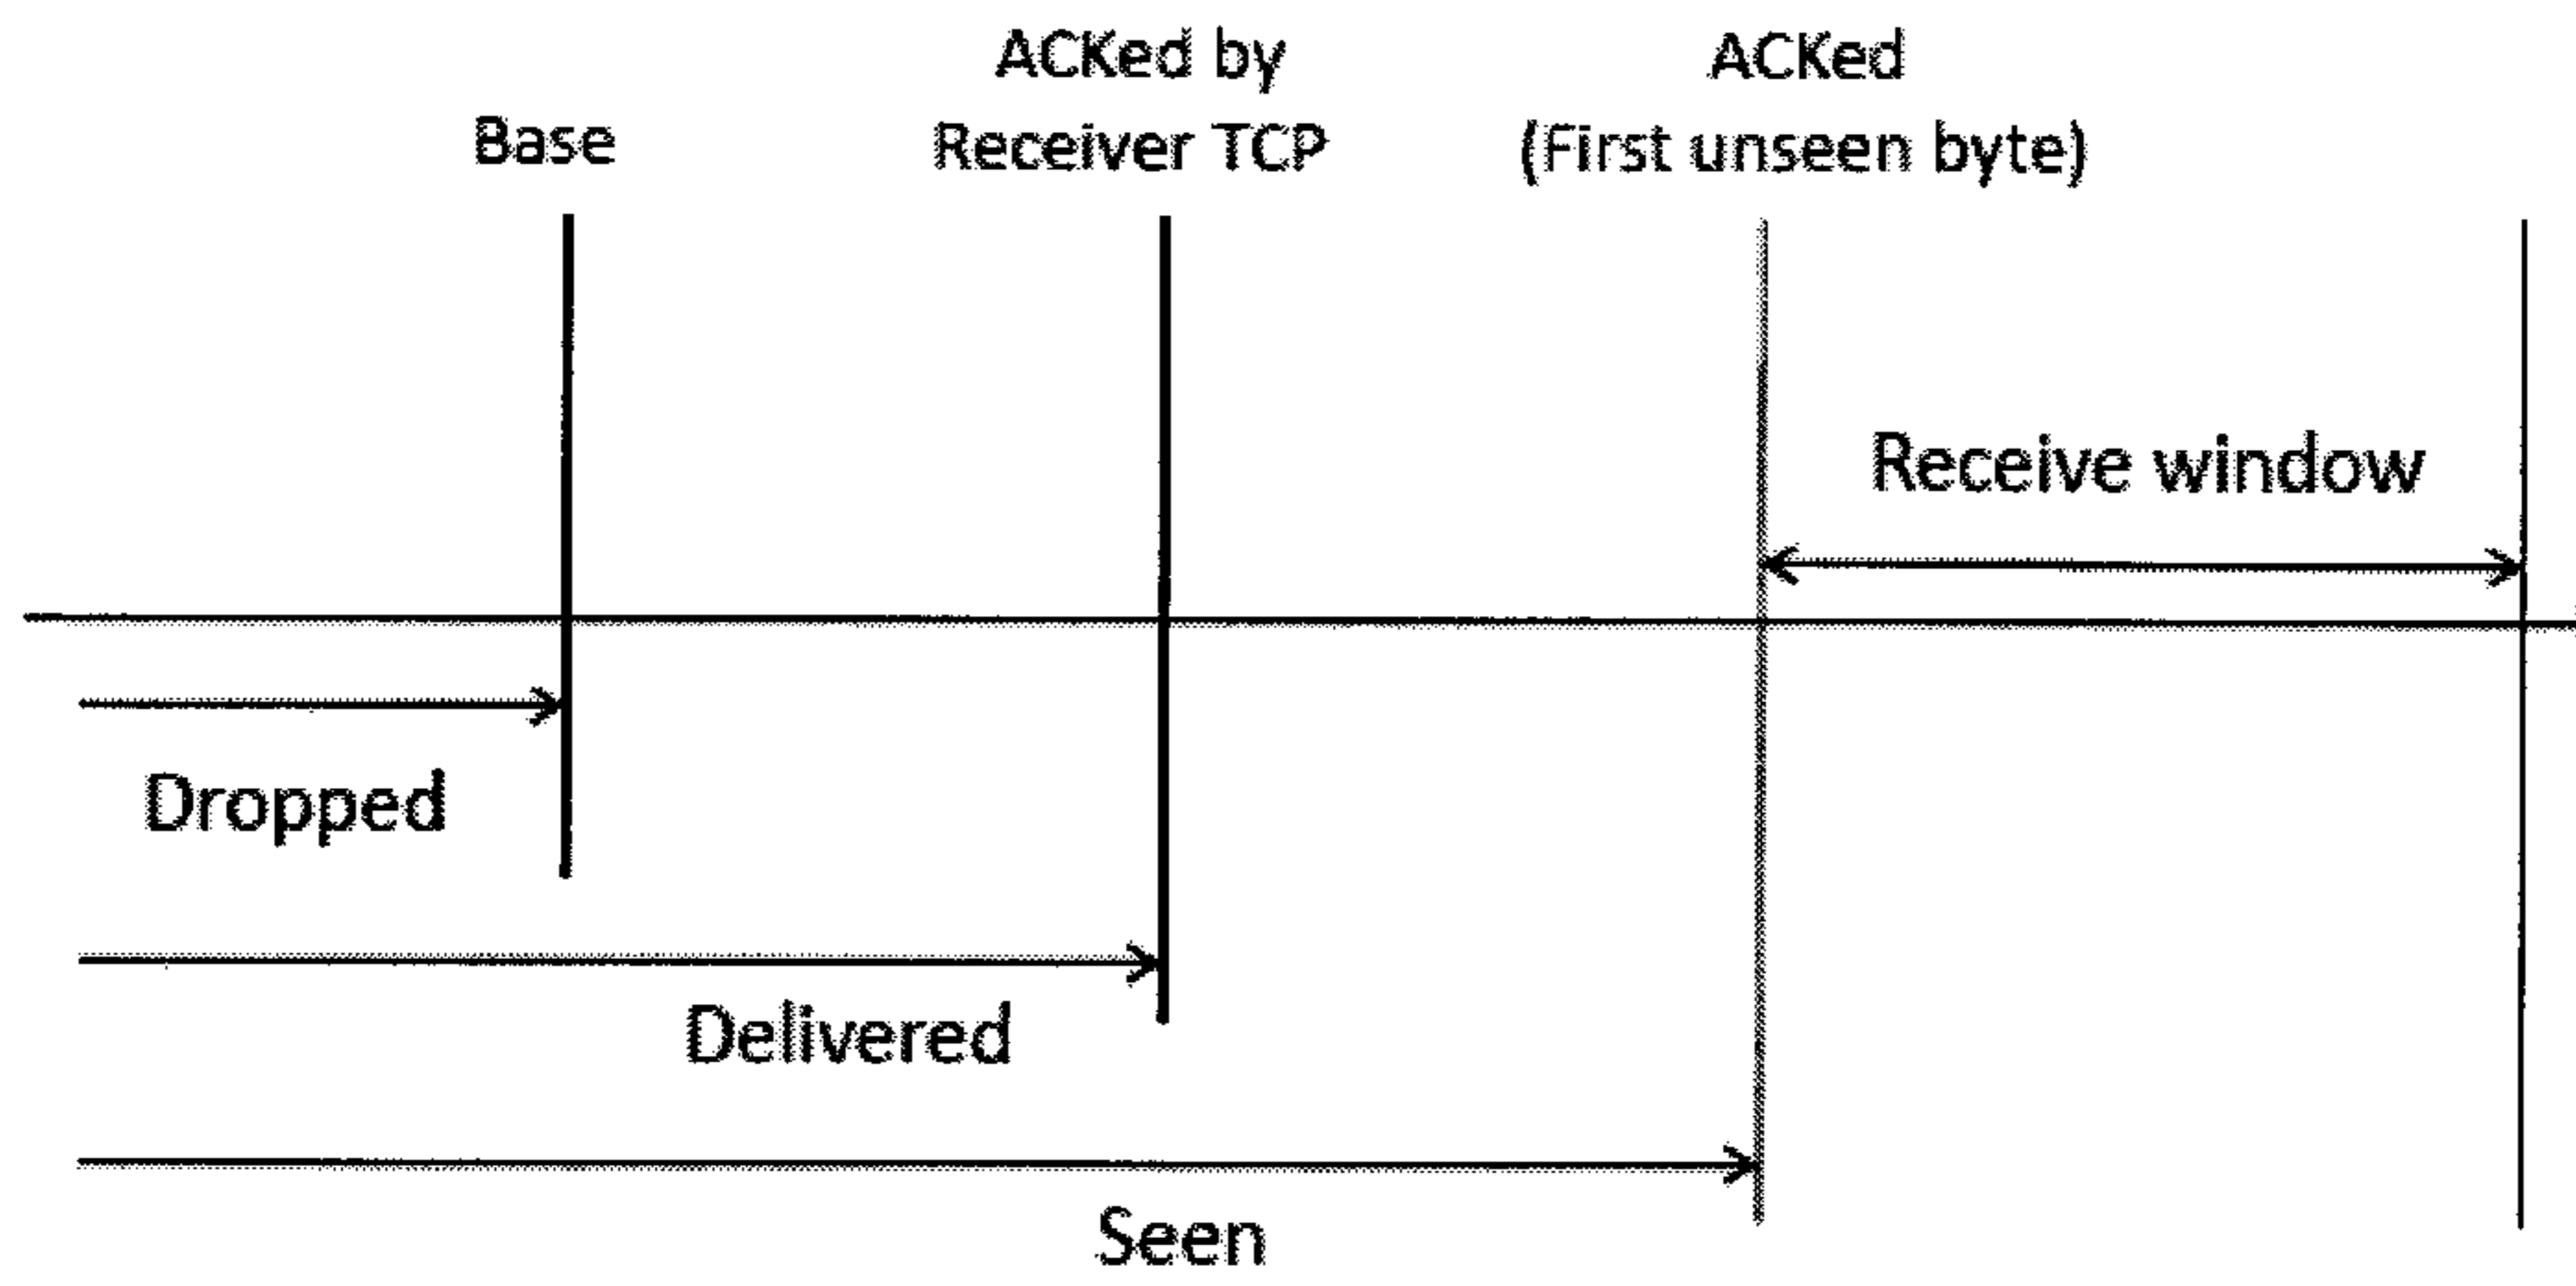 Base
ACKed by
Receiver TCP
ACKed
(First unseen byte)
Receive window
Dropped
Delivered
Seen